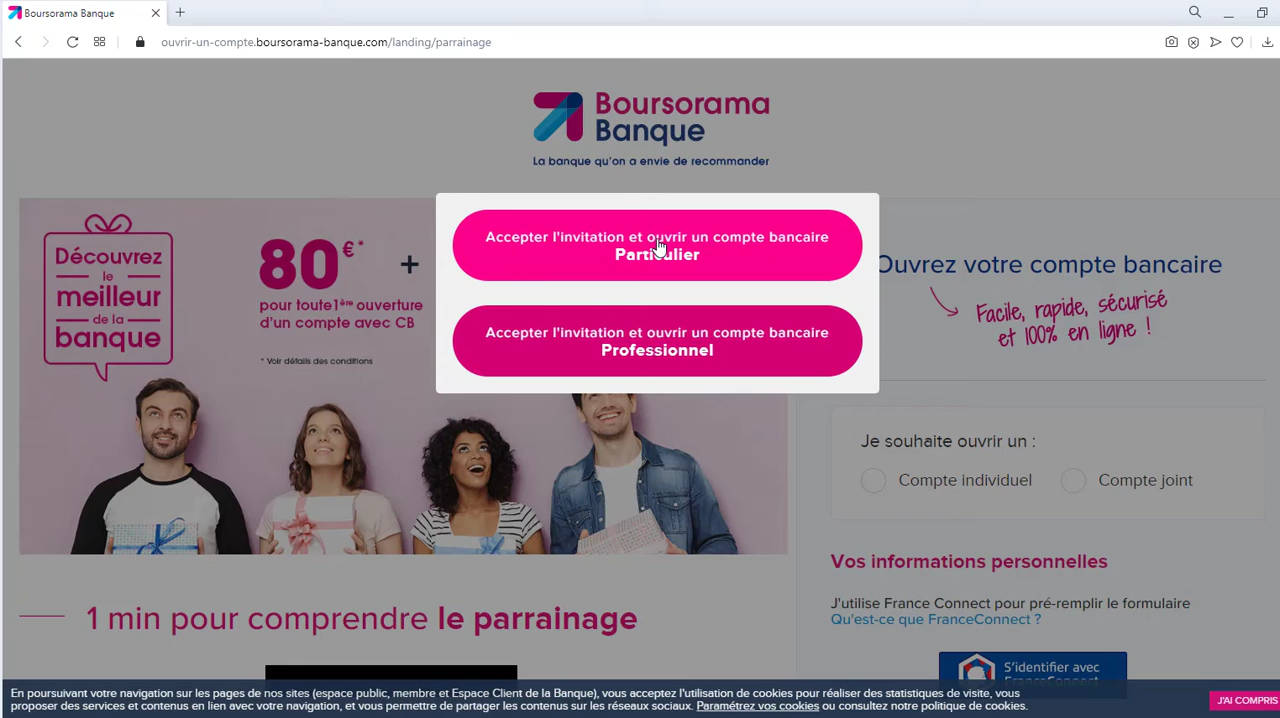 Boursorama Banque
ouvrir-un-compte.boursorama-banque.com/landing/parrainage
Boursorama
Banque
La banque qu'on a envie de recommander
Accepter l'invitation et ouvrir un compte bancaire
Particulier
Accepter l'invitation et ouvrir un compte bancaire
Professionnel
Découvrez
le
meilleur
de la
banque
80€* +
pour toute 1ère ouverture
d'un compte avec CB
* Voir détails des conditions
Ouvrez votre compte bancaire
Facile, rapide, sécurisé
et 100% en ligne !
Je souhaite ouvrir un :
Compte individuel
Compte joint
Vos informations personnelles
J'utilise France Connect pour pré-remplir le formulaire
Qu'est-ce que FranceConnect ?
S'identifier avec
FranceConnect
1 min pour comprendre le parrainage
En poursuivant votre navigation sur les pages de nos sites (espace public, membre et Espace Client de la Banque), vous acceptez l'utilisation de cookies pour réaliser des statistiques de visite, vous
proposer des services et contenus en lien avec votre navigation, et vous permettre de partager les contenus sur les réseaux sociaux. Paramétrez vos cookies ou consultez notre politique de cookies.
J'AI COMPRIS